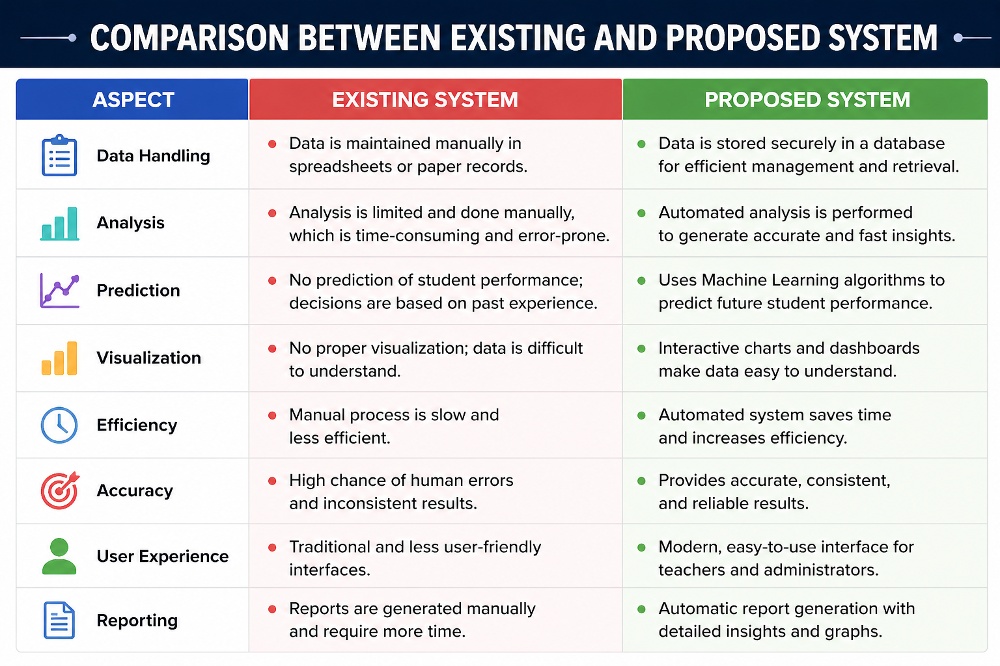 COMPARISON BETWEEN EXISTING AND PROPOSED SYSTEM
ASPECT
EXISTING SYSTEM
PROPOSED SYSTEM
Data Handling
Data is maintained manually in
spreadsheets or paper records.
Data is stored securely in a database
for efficient management and retrieval.
Analysis
Analysis is limited and done manually,
which is time-consuming and error-prone.
Automated analysis is performed
to generate accurate and fast insights.
Prediction
No prediction of student performance;
decisions are based on past experience.
Uses Machine Learning algorithms to
predict future student performance.
Visualization
No proper visualization; data is difficult
to understand.
Interactive charts and dashboards
make data easy to understand.
Efficiency
Manual process is slow and
less efficient.
Automated system saves time
and increases efficiency.
Accuracy
High chance of human errors
and inconsistent results.
Provides accurate, consistent,
and reliable results.
User Experience
Traditional and less user-friendly
interfaces.
Modern, easy-to-use interface for
teachers and administrators.
Reporting
Reports are generated manually
and require more time.
Automatic report generation with
detailed insights and graphs.